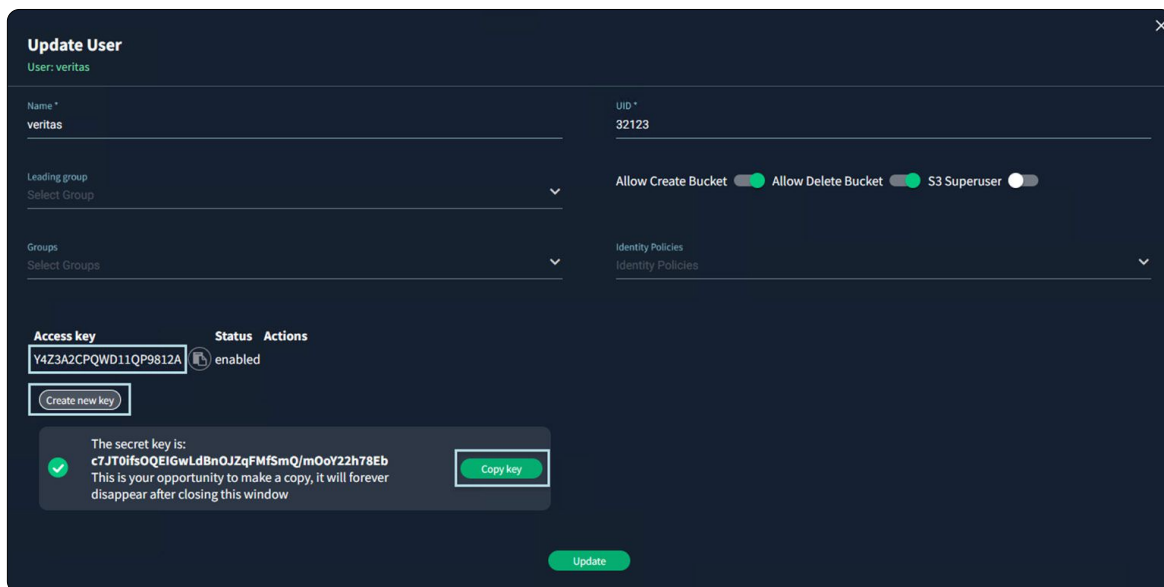 Update User
User: veritas
Name *
veritas
UID *
32123
Leading group
Select Group
Allow Create Bucket Allow Delete Bucket S3 Superuser
Groups
Select Groups
Identity Policies
Identity Policies
Access key Status Actions
Y4Z3A2CPQWD11QP9812A enabled
Create new key
The secret key is:
c7JT0ifsOQEIGwLdBnOJZqFMfSmQ/mOoY22h78Eb
This is your opportunity to make a copy, it will forever
disappear after closing this window
Copy key
Update